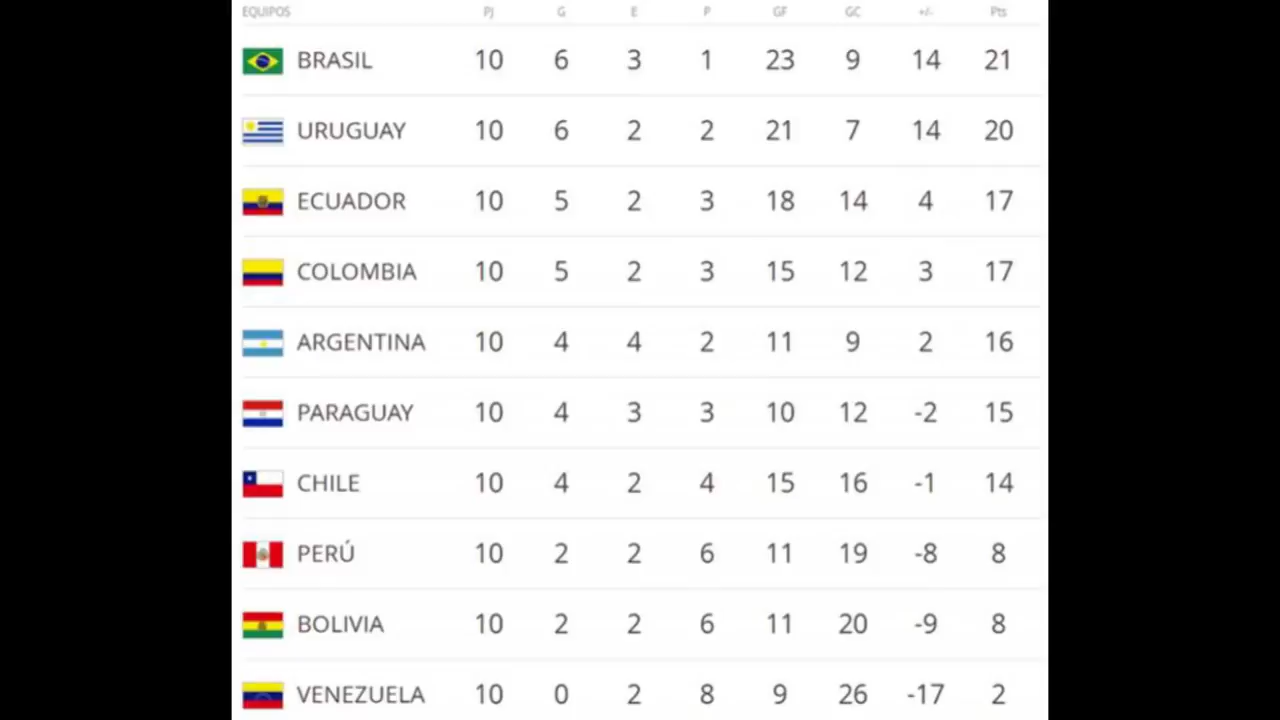 EQUIPOS PJ G E P GF GC +/- Pts
BRASIL 10 6 3 1 23 9 14 21
URUGUAY 10 6 2 2 21 7 14 20
ECUADOR 10 5 2 3 18 14 4 17
COLOMBIA 10 5 2 3 15 12 3 17
ARGENTINA 10 4 4 2 11 9 2 16
PARAGUAY 10 4 3 3 10 12 -2 15
CHILE 10 4 2 4 15 16 -1 14
PERÚ 10 2 2 6 11 19 -8 8
BOLIVIA 10 2 2 6 11 20 -9 8
VENEZUELA 10 0 2 8 9 26 -17 2